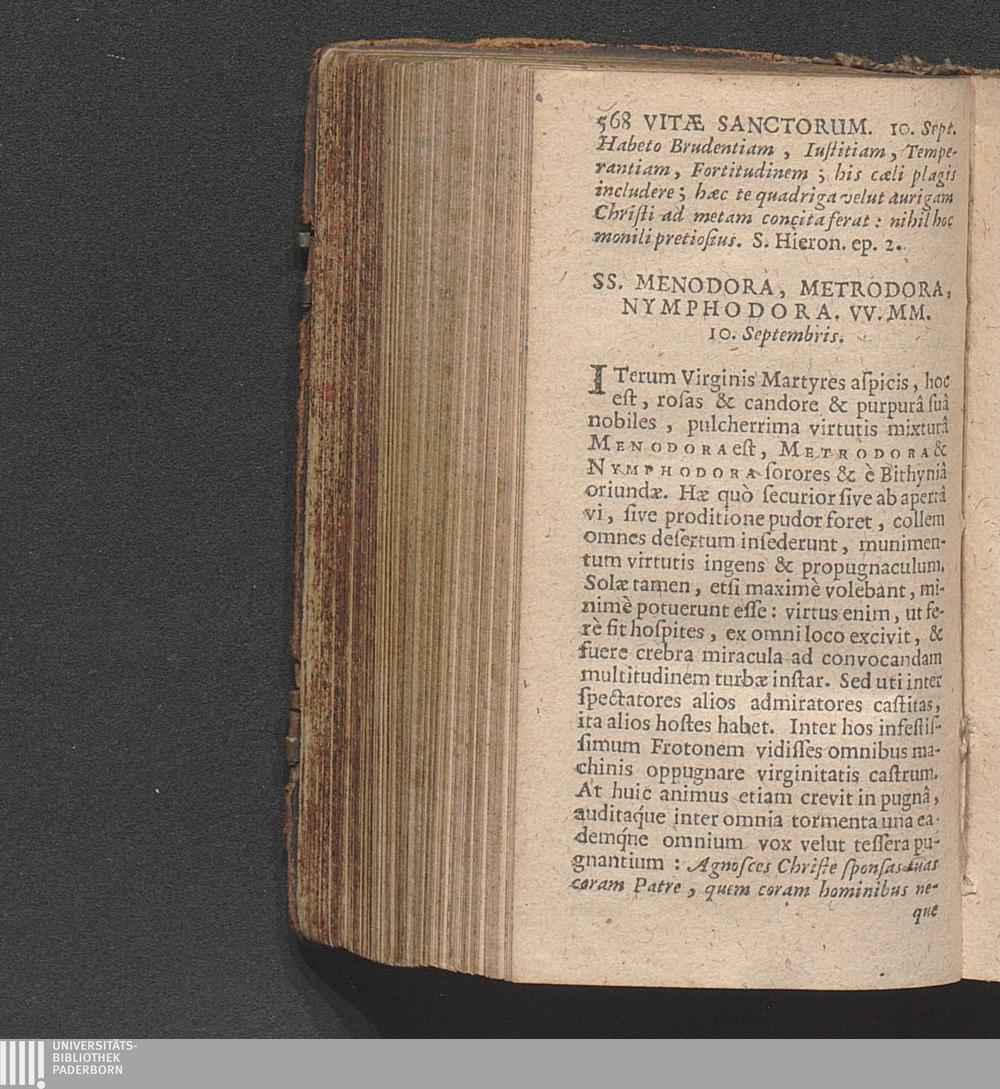 568 VITÆ SANCTORUM. 10. Sept.
Habeto Brudentiam, Iuſtitiam, Tempe-
rantiam, Fortitudinem; his cæli plagis
includere; hæc te quadriga velut aurigam
Chriſti ad metam concita ferat: nihil hoc
monili pretioſius. S. Hieron. ep. 2.
SS. MENODORA, METRODORA,
NYMPHODORA. VV. MM.
10. Septembris.
ITerum Virginis Martyres aſpicis, hoc
eſt, roſas & candore & purpurâ ſuâ
nobiles, pulcherrima virtutis mixturâ
MENODORA eſt, METRODORA &
NYMPHODORA ſorores & è Bithyniâ
oriundæ. Hæ quò ſecurior ſive ab apertâ
vi, ſive proditione pudor foret, collem
omnes deſertum inſederunt, munimen-
tum virtutis ingens & propugnaculum.
Solæ tamen, etſi maximè volebant, mi-
nimè potuerunt eſſe: virtus enim, ut fe-
rè fit hoſpites, ex omni loco excivit, &
fuere crebra miracula ad convocandam
multitudinem turbæ inſtar. Sed uti inter
ſpectatores alios admiratores caſtitas,
ita alios hoſtes habet. Inter hos infeſtiſ-
ſimum Frotonem vidiſſes omnibus ma-
chinis oppugnare virginitatis caſtrum.
At huic animus etiam crevit in pugnâ,
auditaq́ue inter omnia tormenta una ea-
demq́ne omnium vox velut teſſera pu-
gnantium: Agnoſces Chriſte ſponſas tuas
coram Patre, quem coram hominibus ne-
que
UNIVERSITÄTS-
BIBLIOTHEK
PADERBORN